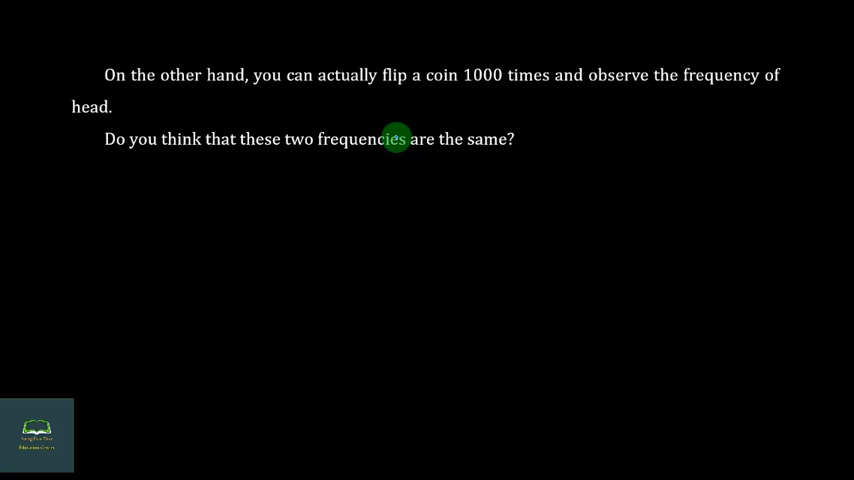 On the other hand, you can actually flip a coin 1000 times and observe the frequency of
head.
Do you think that these two frequencies are the same?